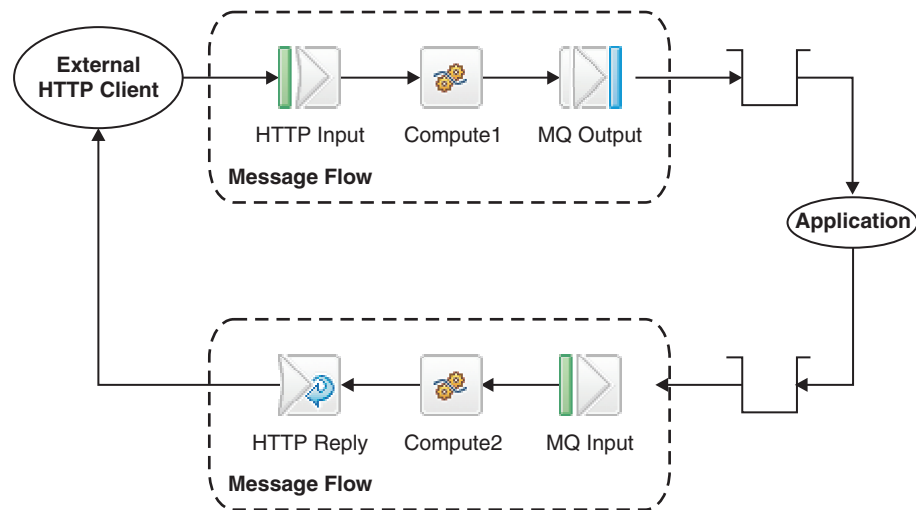 External
HTTP Client
HTTP Input
Compute1
MQ Output
Message Flow
Application
HTTP Reply
Compute2
MQ Input
Message Flow